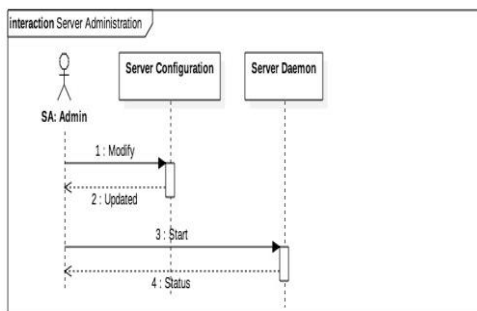 interaction Server Administration
Server Configuration
Server Daemon
SA: Admin
1 : Modify
2 : Updated
3 : Start
4 : Status